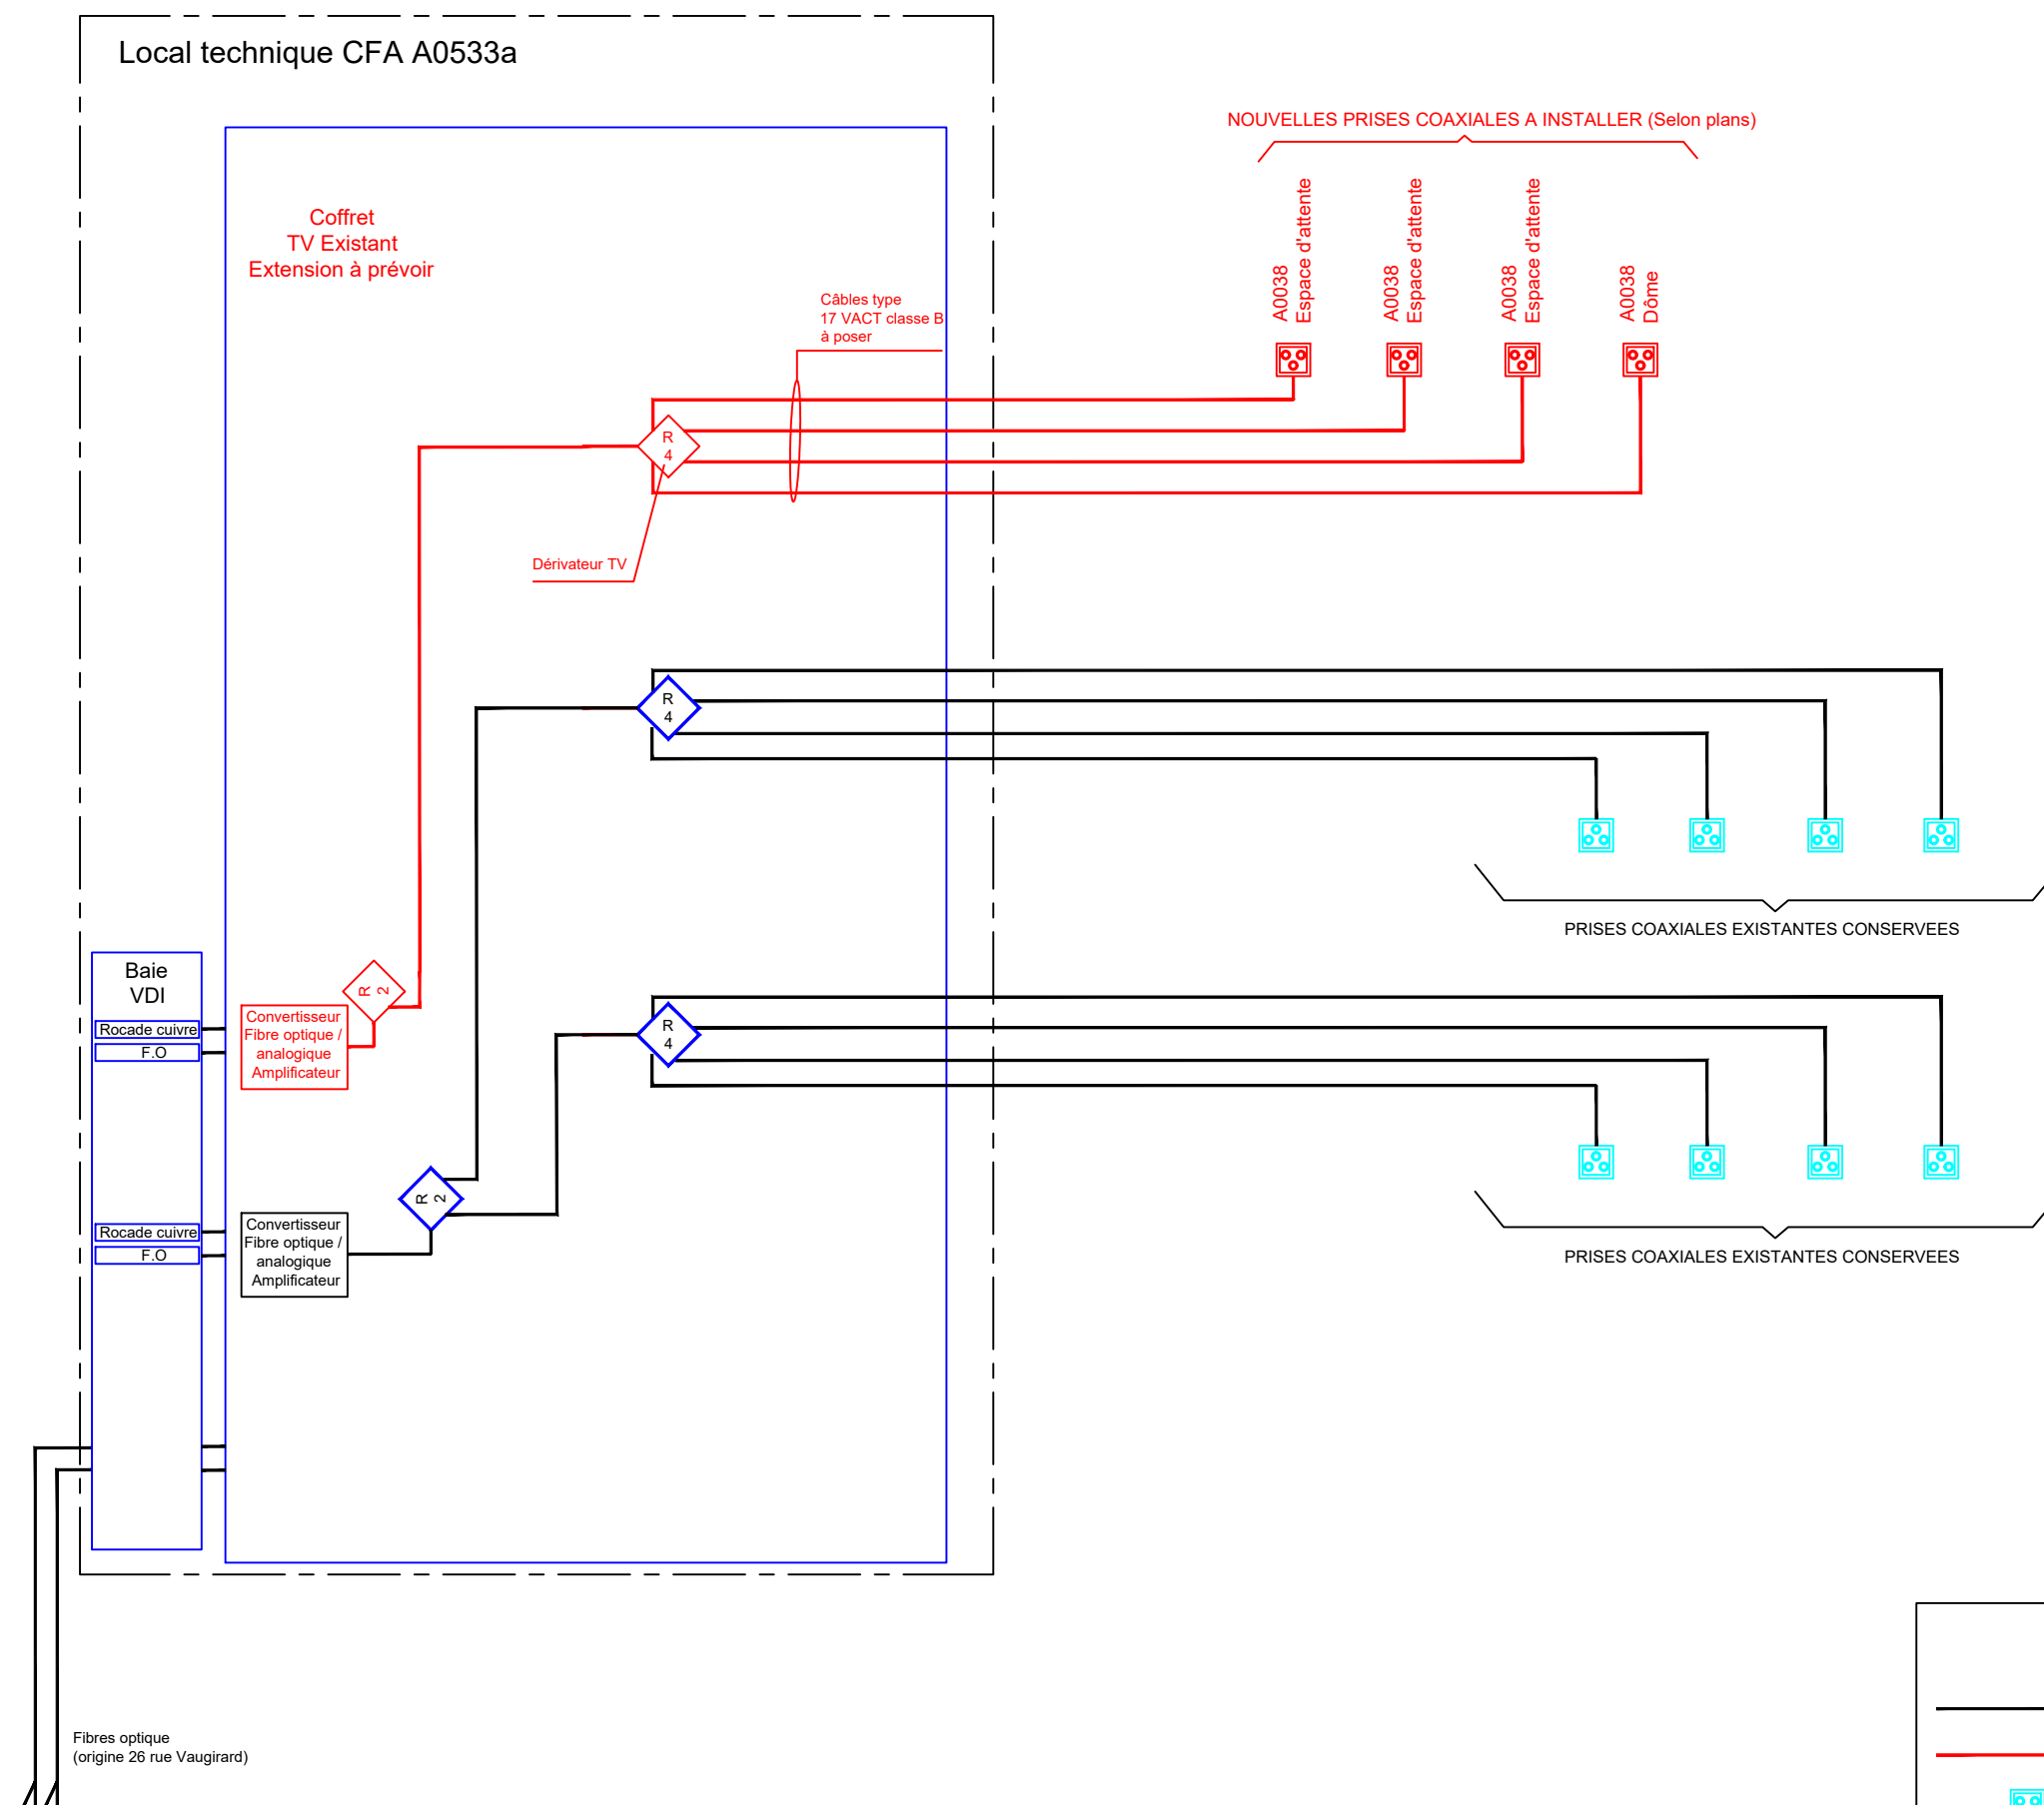 Local technique CFA A0533a
NOUVELLES PRISES COAXIALES A INSTALLER (Selon plans)
Coffret
TV Existant
Extension à prévoir
A0038
Espace d'attente
A0038
Espace d'attente
A0038
Espace d'attente
A0038
Dôme
Câbles type
17 VACT classe B
à poser
R
4
Dérivateur TV
R
4
PRISES COAXIALES EXISTANTES CONSERVEES
Baie
VDI
Rocade cuivre
F.O
R
2
Convertisseur
Fibre optique /
analogique
Amplificateur
R
4
R
2
Rocade cuivre
F.O
Convertisseur
Fibre optique /
analogique
Amplificateur
PRISES COAXIALES EXISTANTES CONSERVEES
Fibres optique
(origine 26 rue Vaugirard)